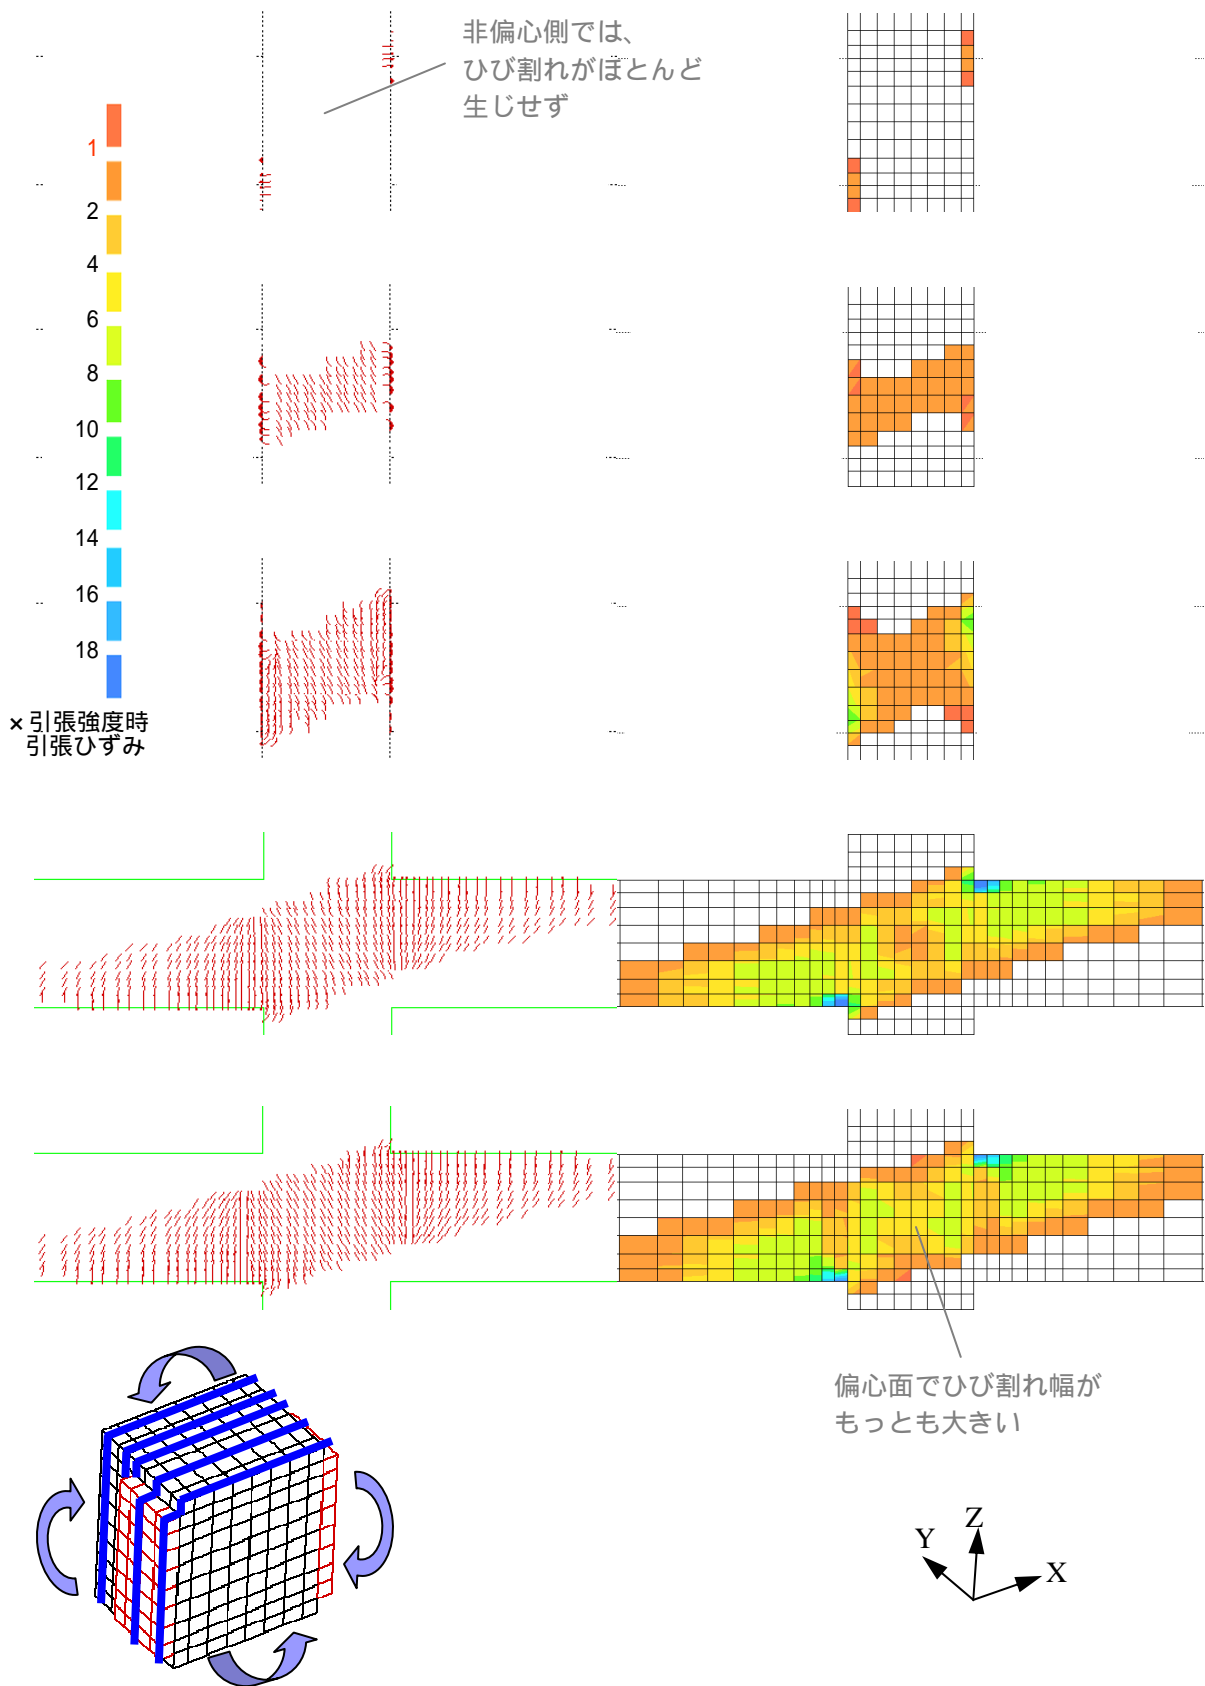 非偏心側では、
ひび割れがほとんど
生じせず
1
2
4
6
8
10
12
14
16
18
×引張強度時
引張ひずみ
偏心面でひび割れ幅が
もっとも大きい
Z
Y
X